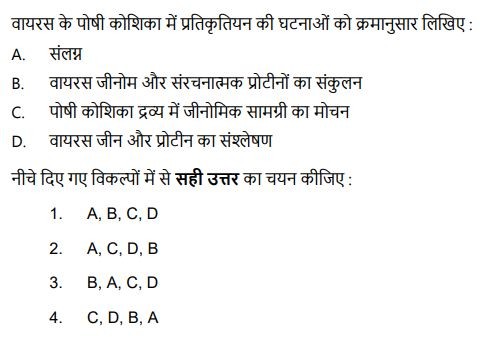 वायरस के पोषी कोशिका में प्रतिकृतियन की घटनाओं को क्रमानुसार लिखिए :
A. संलग्न
B. वायरस जीनोम और संरचनात्मक प्रोटीनों का संकुलन
C. पोषी कोशिका द्रव्य में जीनोमिक सामग्री का मोचन
D. वायरस जीन और प्रोटीन का संश्लेषण
नीचे दिए गए विकल्पों में से सही उत्तर का चयन कीजिए :
1. A, B, C, D
2. A, C, D, B
3. B, A, C, D
4. C, D, B, A